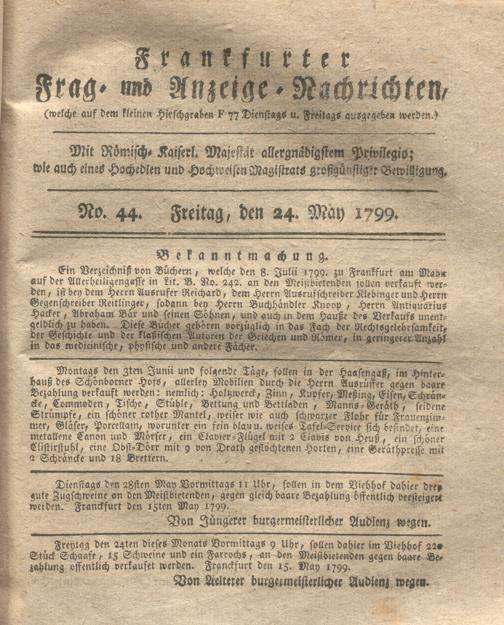 Frankfurter
Frag- und Anzeige-Nachrichten,
(welche auf dem kleinen Hirschgraben F 77 Dienstags u. Freitags ausgegeben werden.)
Mit Römisch-Kaiserl. Majestät allergnädigstem Privilegio;
wie auch eines Hochedlen und Hochweisen Magistrats großgünstiger Bewilligung.
No. 44. Freitag, den 24. May 1799.
Bekanntmachung.
Ein Verzeichniß von Büchern, welche den 8. Julii 1799. zu Frankfurt am Mayn
auf der Allerheiligengasse in Lit. B. No. 242. an den Meistbietenden sollen verkauft wer-
den, ist bey dem Herrn Ausrufer Reichard, dem Herrn Ausrufschreiber Klebinger und Herrn
Gegenschreiber Reitlinger, sodann bey Herrn Buchhändler Knoop, Herrn Antiquarius
Hacker, Abraham Bär und seinen Söhnen, und auch in dem Hauße des Verkaufs unent-
geldlich zu haben. Diese Bücher gehören vorzüglich in das Fach der Rechtsgelehrsamkeit,
der Geschichte und der klassischen Autoren der Griechen und Römer, in geringerer Anzahl
in das medicinische, physische und andere Fächer.
Montags den 3ten Junii und folgende Täge, sollen in der Haasengaß, im Hinter-
hauß des Schönborner Hofs, allerley Mobilien durch die Herrn Ausrüffer gegen baare
Bezahlung verkauft werden: nemlich: Holzwerck, Zinn, Kupfer, Meßing, Eisen, Schrän-
cke, Commoden, Tische, Stühle, Bettung und Bettladen, Manns-Geräth, seidene
Strümpfe, ein schöner rother Mantel, weiser wie auch schwarzer Flohr für Frauenzim-
mer, Gläser, Porcellain, worunter ein fein blau u. weises Tafel-Service sich befindet, eine
metallene Canon und Mörser, ein Clavier-Flügel mit 2 Clavis von Heuß, ein schöner
Clistirstuhl, eine Obst-Dörr mit 9 von Drath geflochtenen Horten, eine Geräthpresse mit
2 Schräncke und 18 Brettern.
Dienstags den 28sten May Vormittags 11 Uhr, sollen in dem Viehhof dahier drey
gute Zugschweine an den Meistbietenden, gegen gleich baare Bezahlung öffentlich versteigert
werden. Frankfurt den 15ten May 1799.
Von Jüngerer burgermeisterlicher Audienz wegen.
Freytag den 24ten dieses Monats Vormittags 9 Uhr, sollen dahier im Viehhof 220
Stück Schaafe, 15 Schweine und ein Farrochs, an den Meistbietenden gegen baare Be-
zahlung offentlich verkaufet werden. Frankfurt den 15. May 1799.
Von Aelterer burgermeisterlicher Audienz wegen.